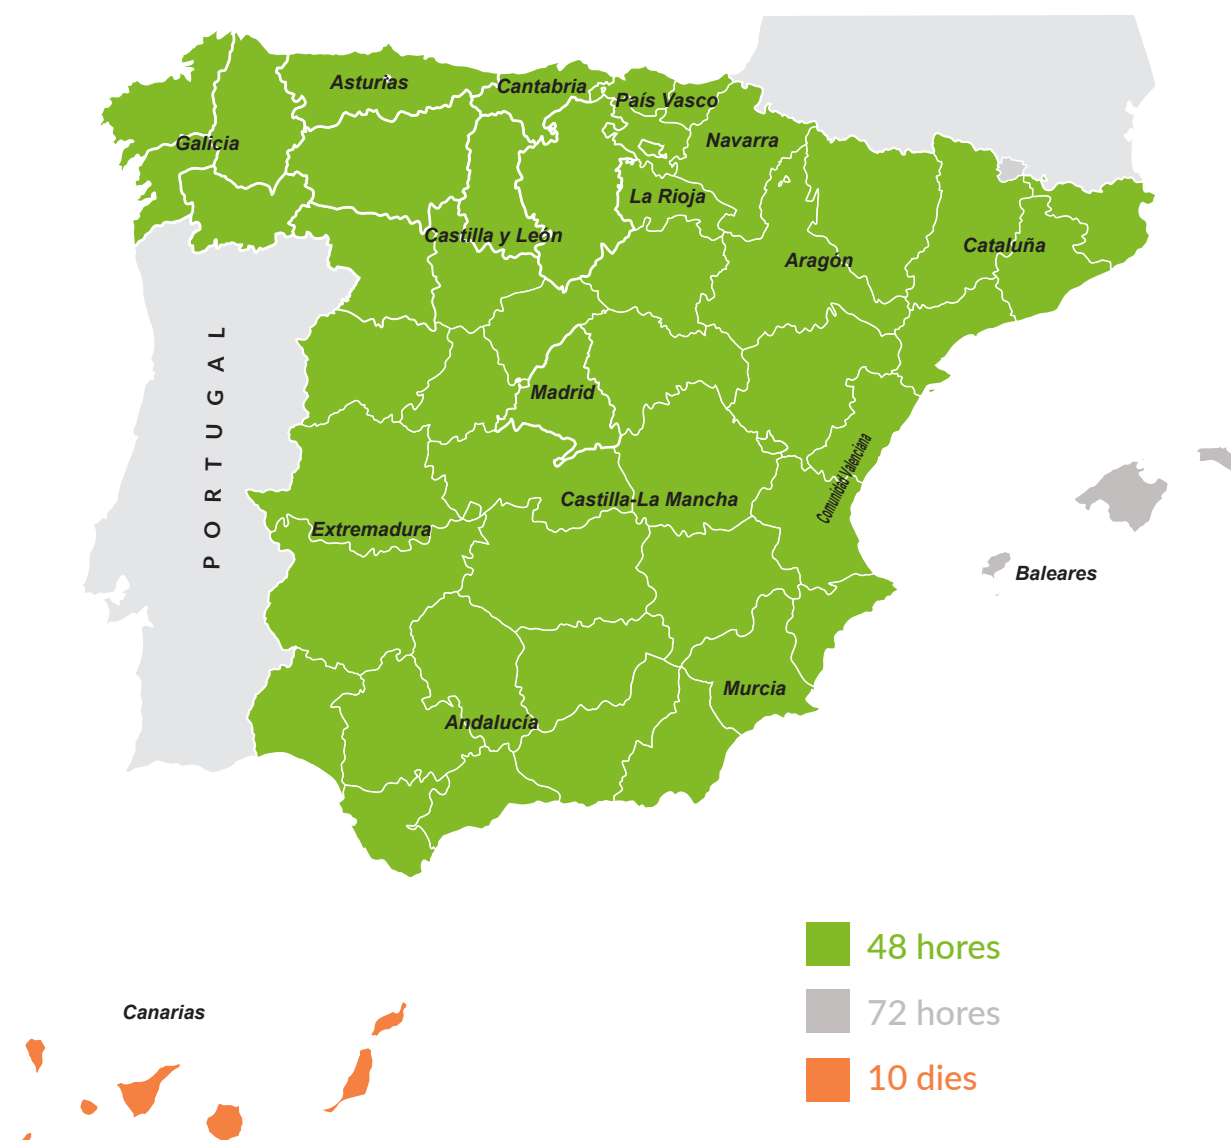 Asturias
Cantabria
País Vasco
Galicia
Navarra
La Rioja
Castilla y León
Aragón
Cataluña
PORTUGAL
Madrid
Comunidad Valenciana
Castilla-La Mancha
Extremadura
Baleares
Murcia
Andalucía
48 hores
Canarias
72 hores
10 dies